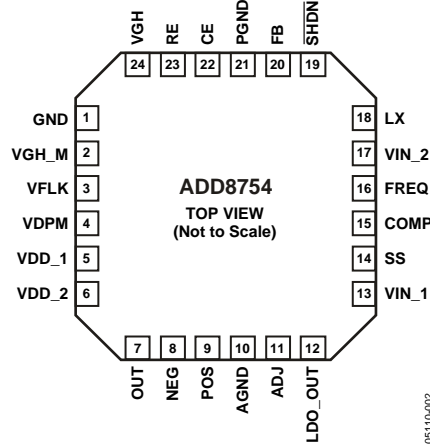 VGH
RE
CE
PGND
FB
SHDN
24
23
22
21
20
19
GND 1
VGH_M 2
VFLK 3
VDPM 4
VDD_1 5
VDD_2 6
18 LX
17 VIN_2
16 FREQ
15 COMP
14 SS
13 VIN_1
ADD8754
TOP VIEW
(Not to Scale)
7
8
9
10
11
12
OUT
NEG
POS
AGND
ADJ
LDO_OUT
05110-002